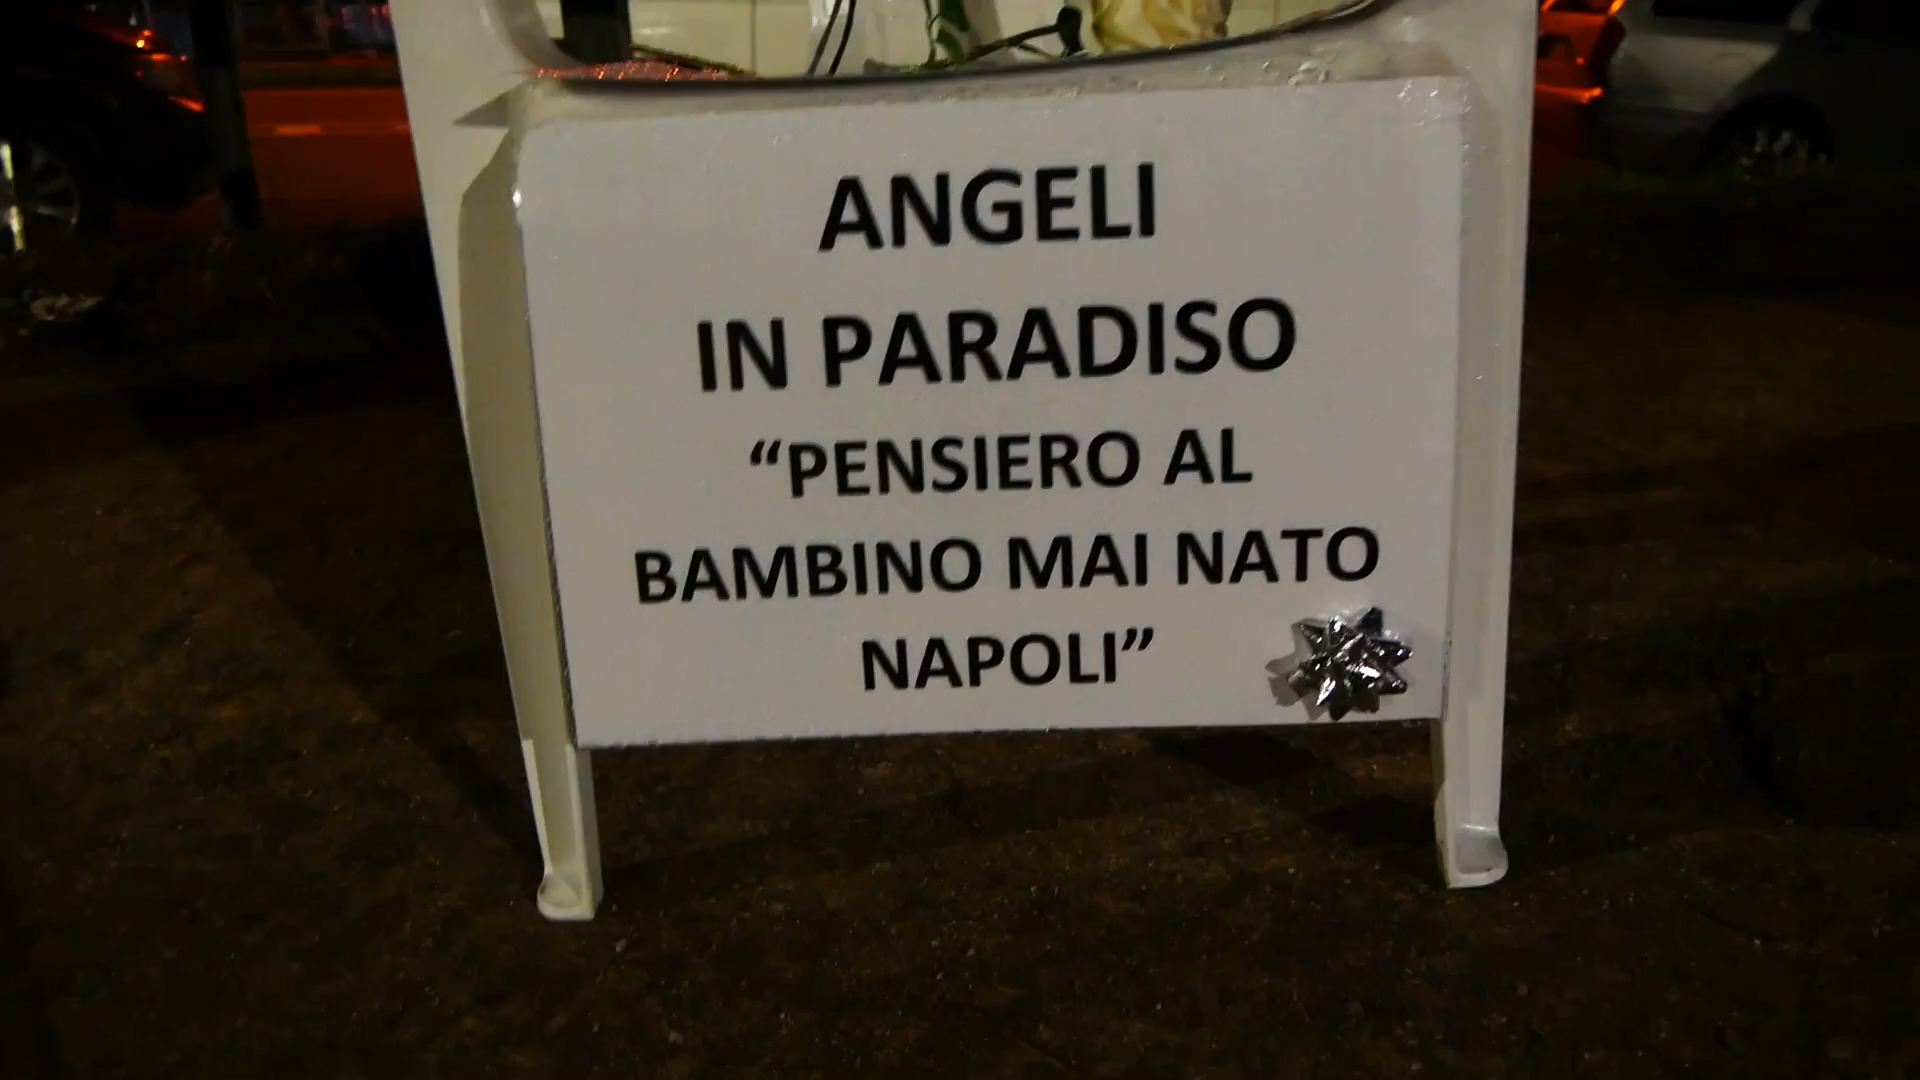 ANGELI
IN PARADISO
“PENSIERO AL
BAMBINO MAI NATO
NAPOLI”